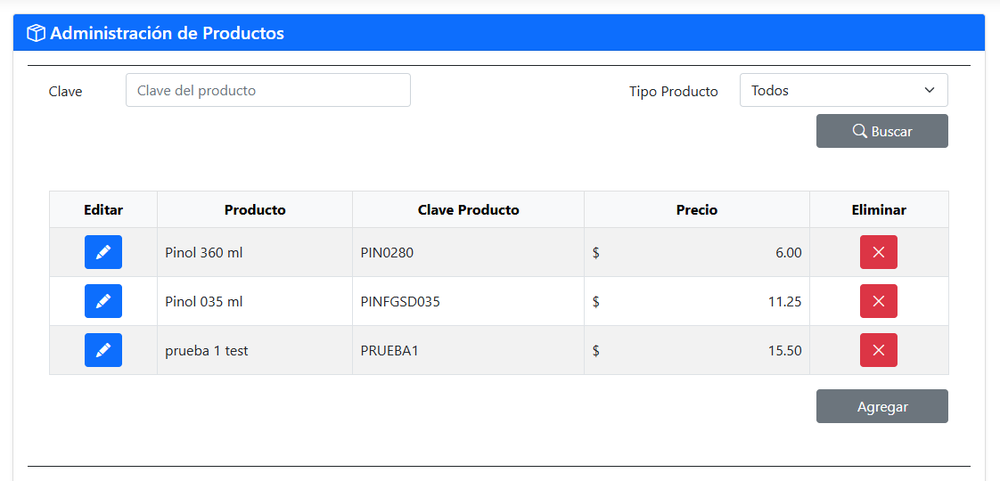 Administración de Productos
Clave Clave del producto Tipo Producto Todos
Buscar
Editar Producto Clave Producto Precio Eliminar
Pinol 360 ml PIN0280 $ 6.00
Pinol 035 ml PINFGSD035 $ 11.25
prueba 1 test PRUEBA1 $ 15.50
Agregar